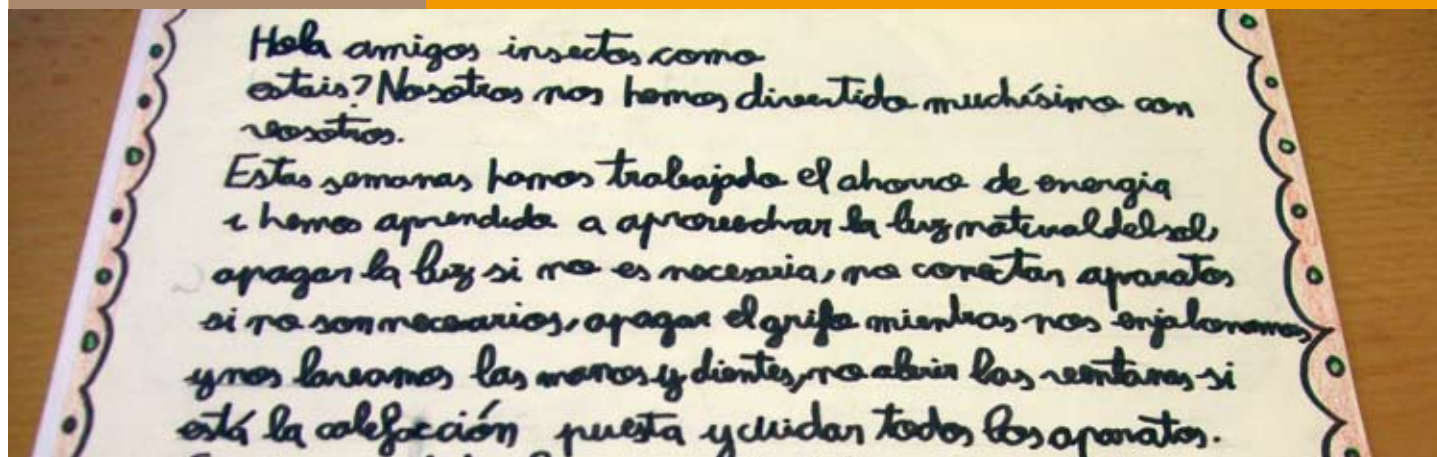 Hola amigos insectos como
estais? Nosotros nos hemos divertido muchísimo con
vosotros.
Estas semanas hemos trabajado el ahorro de energia
i hemos aprendido a aprovechar la luz natural del sol,
apagar la luz si no es necesaria, no conectar aparatos
si no son necesarios, apagar el grifo mientras nos enjabonamos
y nos lavamos las manos y dientes, no abrir las ventanas si
está la calefacción puesta y cuidar todos los aparatos.